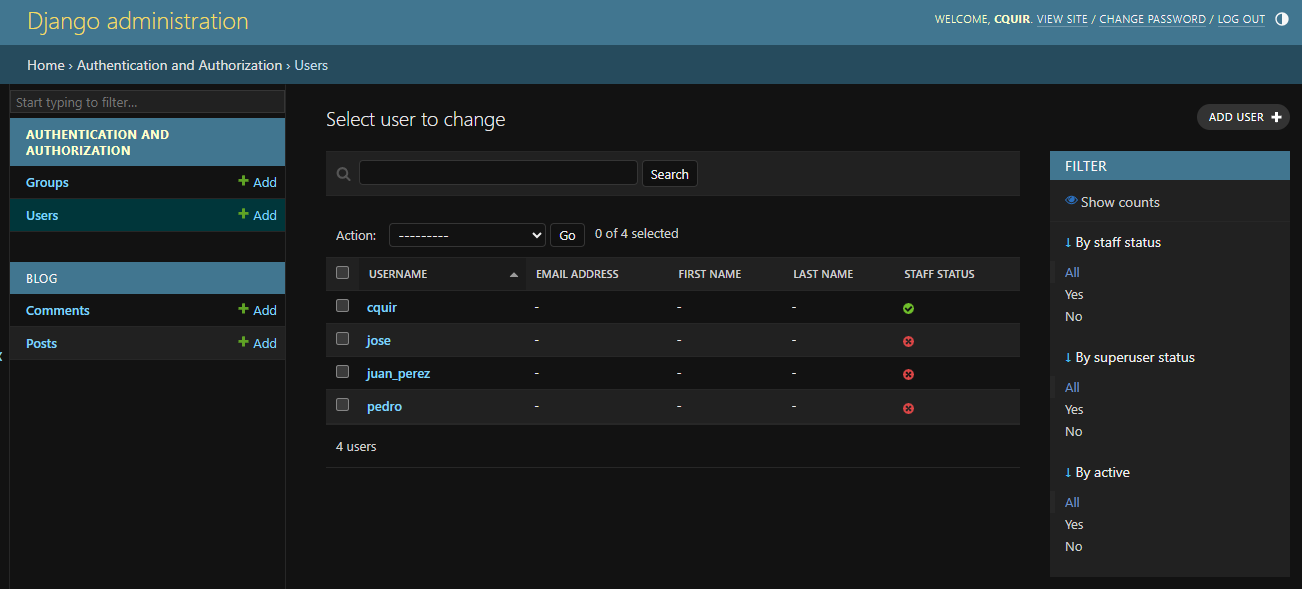 Django administration
WELCOME, CQUIR. VIEW SITE / CHANGE PASSWORD / LOG OUT
Home › Authentication and Authorization › Users
Start typing to filter...
AUTHENTICATION AND
AUTHORIZATION
Groups
Add
Users
Add
BLOG
Comments
Add
Posts
Add
Select user to change
ADD USER
Search
Action:
---------
Go
0 of 4 selected
USERNAME EMAIL ADDRESS FIRST NAME LAST NAME STAFF STATUS
cquir - - -
jose - - -
juan_perez - - -
pedro - - -
4 users
FILTER
Show counts
↓ By staff status
All
Yes
No
↓ By superuser status
All
Yes
No
↓ By active
All
Yes
No